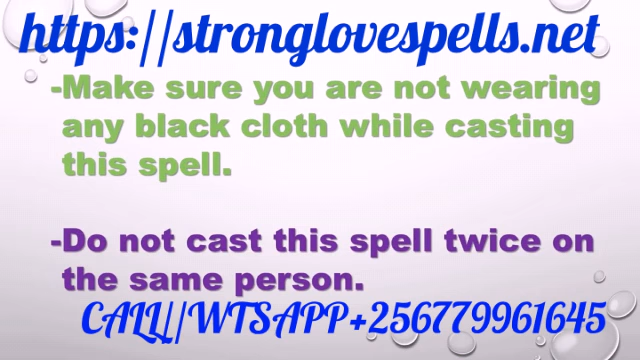 https://stronglovespells.net
-Make sure you are not wearing
any black cloth while casting
this spell.
-Do not cast this spell twice on
the same person.
CALL//WTSAPP+256779961645